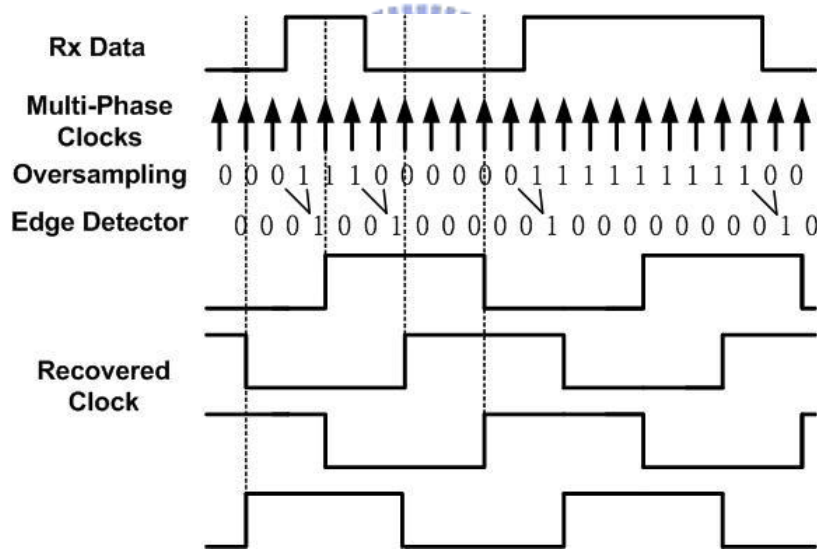 Rx Data
Multi-Phase
Clocks
Oversampling 0 0 0 1 1 1 0 0 0 0 0 0 1 1 1 1 1 1 1 1 1 0 0
Edge Detector 0 0 0 1 0 0 1 0 0 0 0 0 1 0 0 0 0 0 0 0 0 1 0
Recovered
Clock